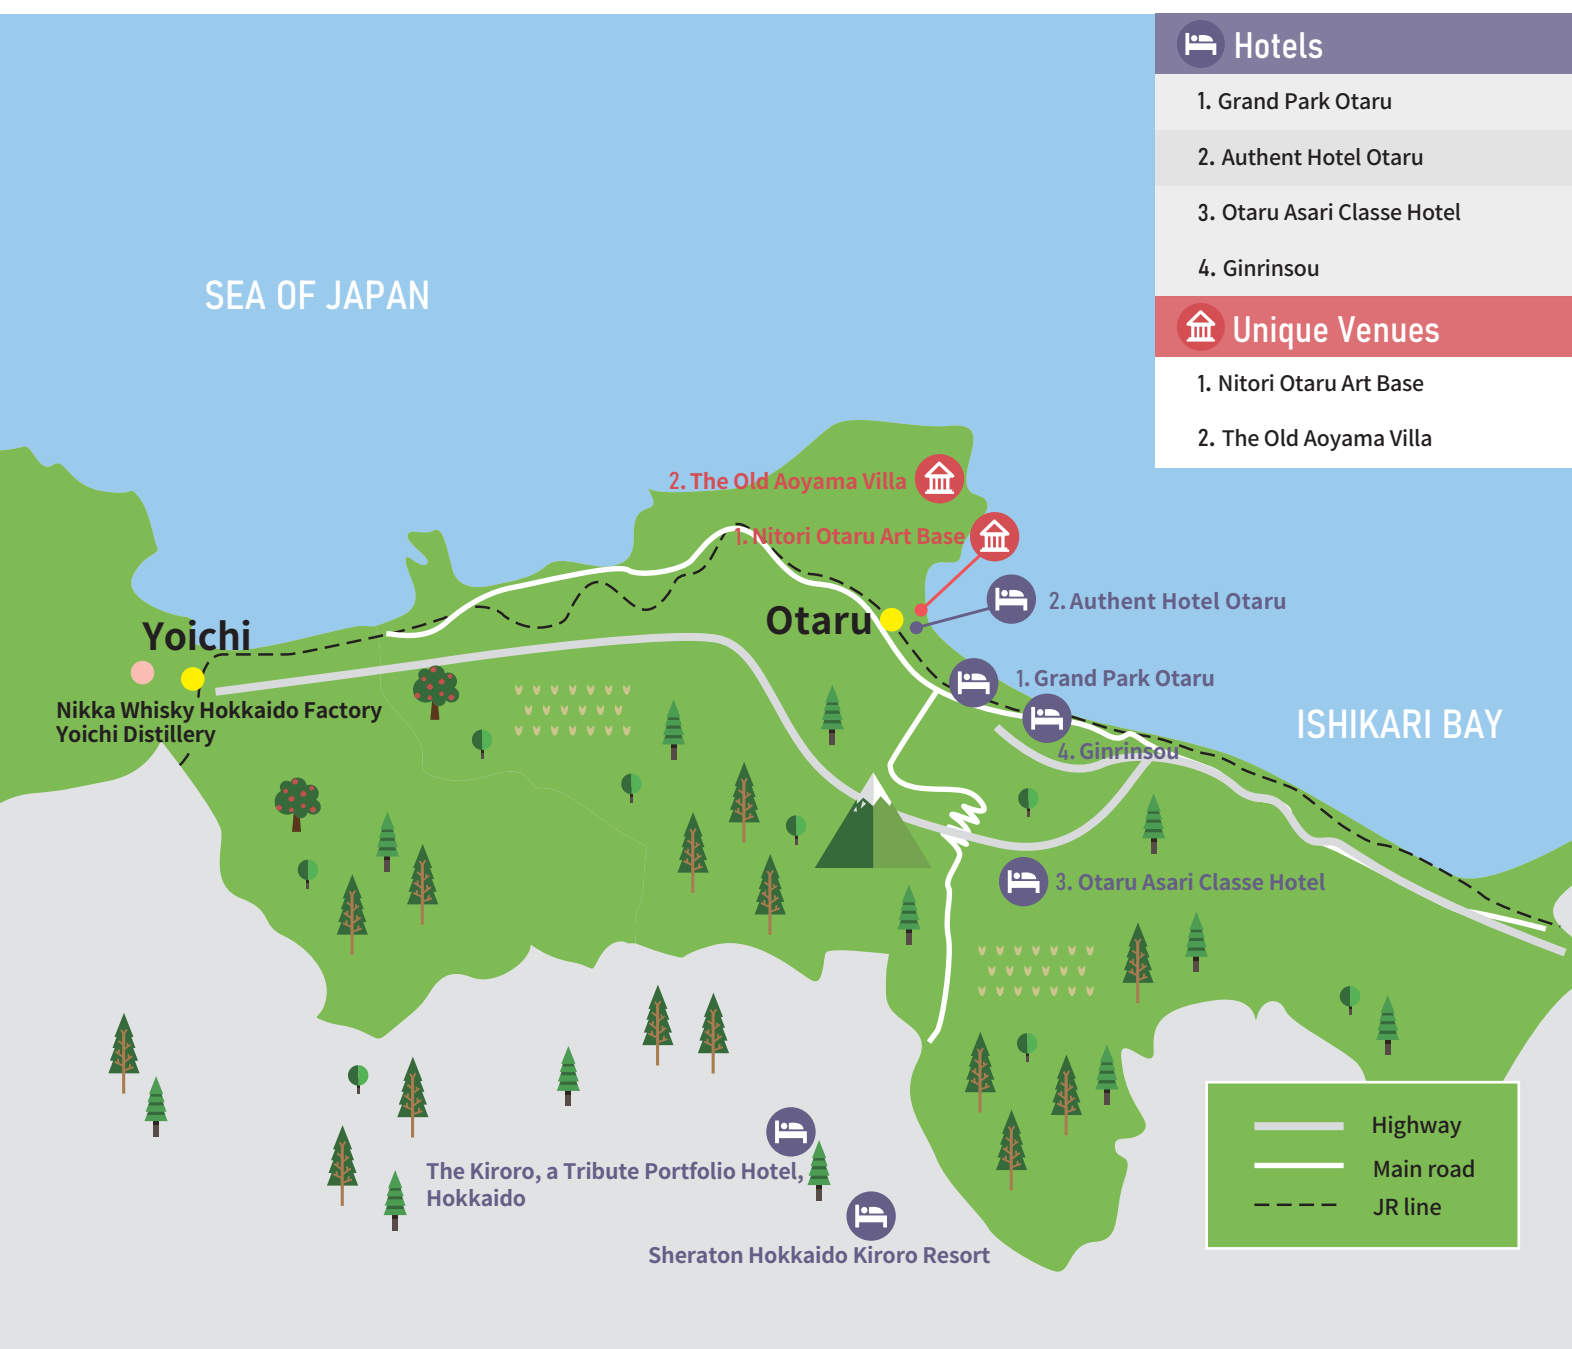 Hotels
1. Grand Park Otaru
2. Authent Hotel Otaru
3. Otaru Asari Classe Hotel
4. Ginrinsou
Unique Venues
1. Nitori Otaru Art Base
2. The Old Aoyama Villa
SEA OF JAPAN
2. The Old Aoyama Villa
1. Nitori Otaru Art Base
2. Authent Hotel Otaru
Otaru
Yoichi
1. Grand Park Otaru
Nikka Whisky Hokkaido Factory
Yoichi Distillery
ISHIKARI BAY
4. Ginrinsou
3. Otaru Asari Classe Hotel
The Kiroro, a Tribute Portfolio Hotel,
Hokkaido
Sheraton Hokkaido Kiroro Resort
Highway
Main road
JR line